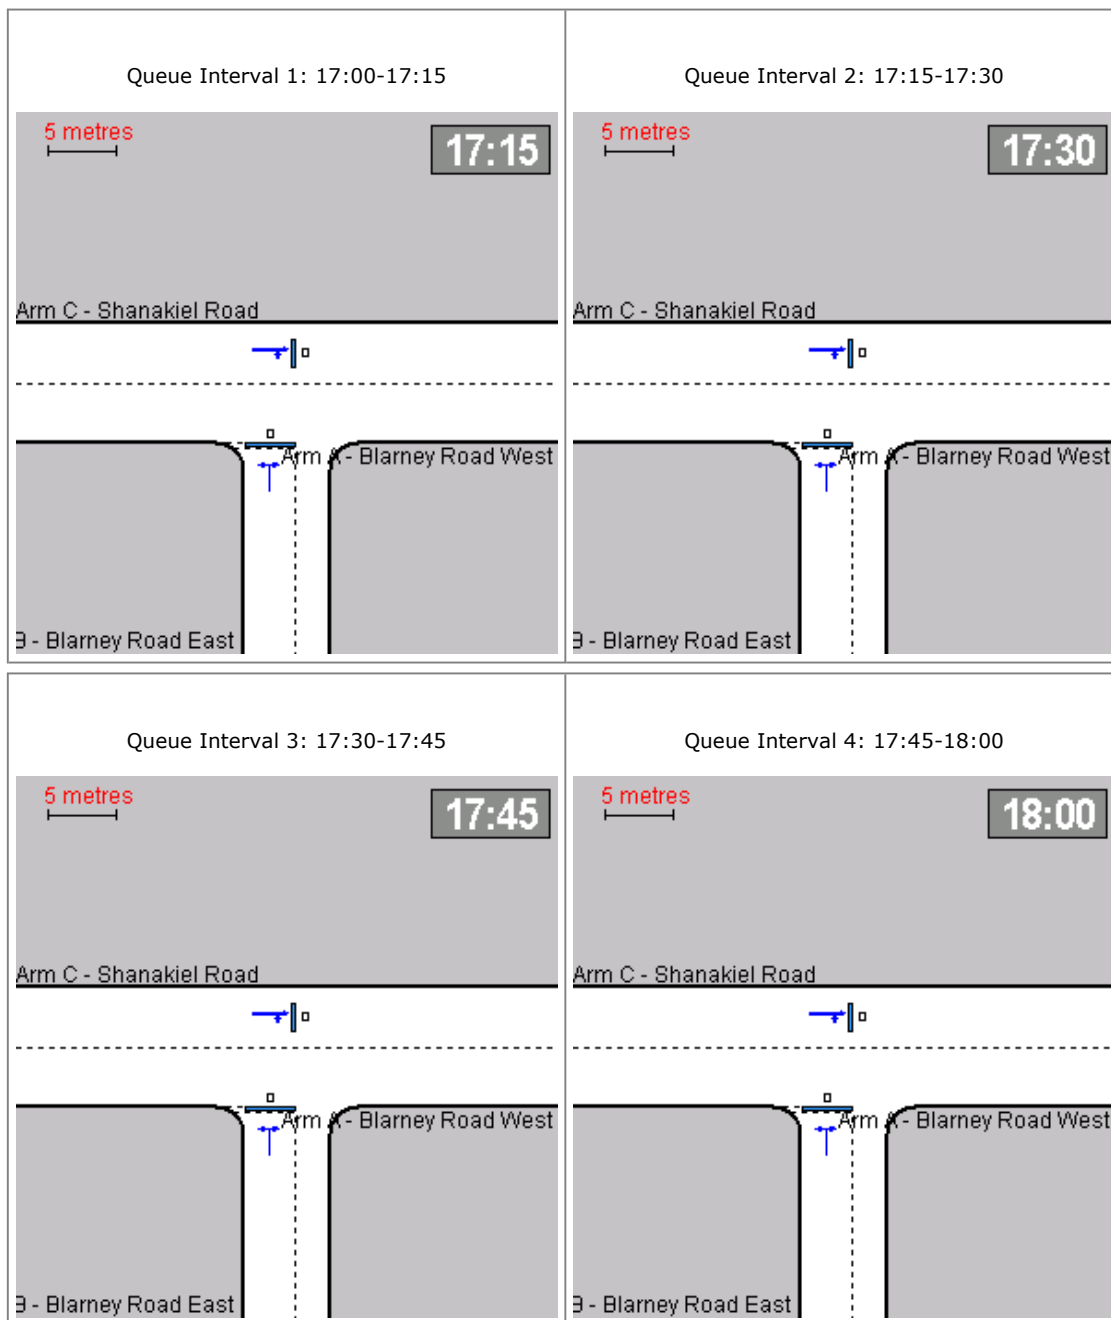 Queue Interval 1: 17:00-17:15
5 metres
17:15
Arm C - Shanakiel Road
Arm A - Blarney Road West
B - Blarney Road East
Queue Interval 2: 17:15-17:30
5 metres
17:30
Arm C - Shanakiel Road
Arm A - Blarney Road West
B - Blarney Road East
Queue Interval 3: 17:30-17:45
5 metres
17:45
Arm C - Shanakiel Road
Arm A - Blarney Road West
B - Blarney Road East
Queue Interval 4: 17:45-18:00
5 metres
18:00
Arm C - Shanakiel Road
Arm A - Blarney Road West
B - Blarney Road East